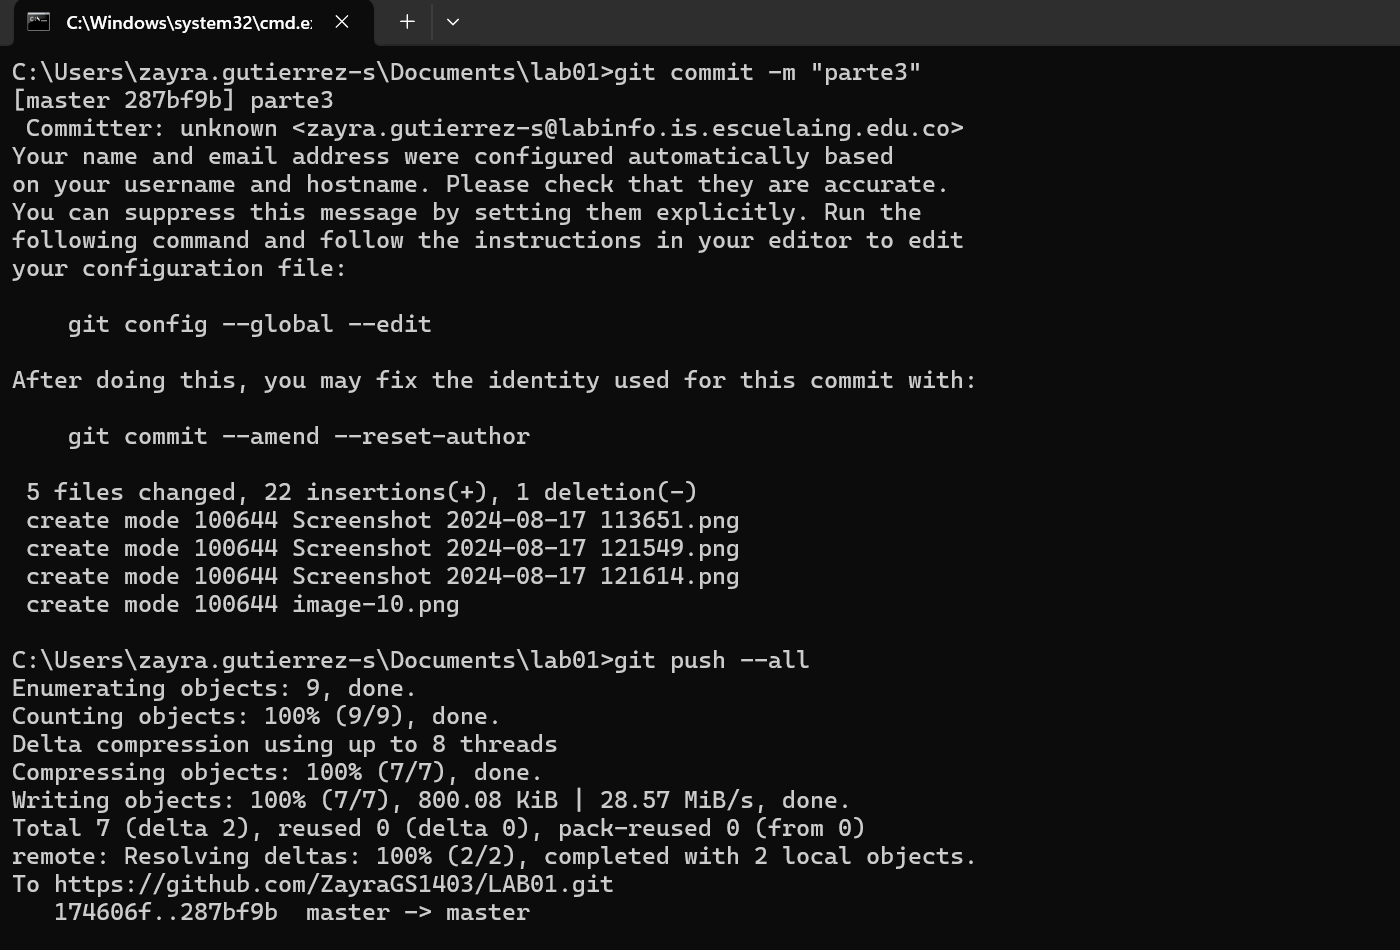 C:\Windows\system32\cmd.e
C:\Users\zayra.gutierrez-s\Documents\lab01>git commit -m "parte3"
[master 287bf9b] parte3
 Committer: unknown <zayra.gutierrez-s@labinfo.is.escuelaing.edu.co>
Your name and email address were configured automatically based
on your username and hostname. Please check that they are accurate.
You can suppress this message by setting them explicitly. Run the
following command and follow the instructions in your editor to edit
your configuration file:
    git config --global --edit
After doing this, you may fix the identity used for this commit with:
    git commit --amend --reset-author
 5 files changed, 22 insertions(+), 1 deletion(-)
 create mode 100644 Screenshot 2024-08-17 113651.png
 create mode 100644 Screenshot 2024-08-17 121549.png
 create mode 100644 Screenshot 2024-08-17 121614.png
 create mode 100644 image-10.png
C:\Users\zayra.gutierrez-s\Documents\lab01>git push --all
Enumerating objects: 9, done.
Counting objects: 100% (9/9), done.
Delta compression using up to 8 threads
Compressing objects: 100% (7/7), done.
Writing objects: 100% (7/7), 800.08 KiB | 28.57 MiB/s, done.
Total 7 (delta 2), reused 0 (delta 0), pack-reused 0 (from 0)
remote: Resolving deltas: 100% (2/2), completed with 2 local objects.
To https://github.com/ZayraGS1403/LAB01.git
   174606f..287bf9b  master -> master